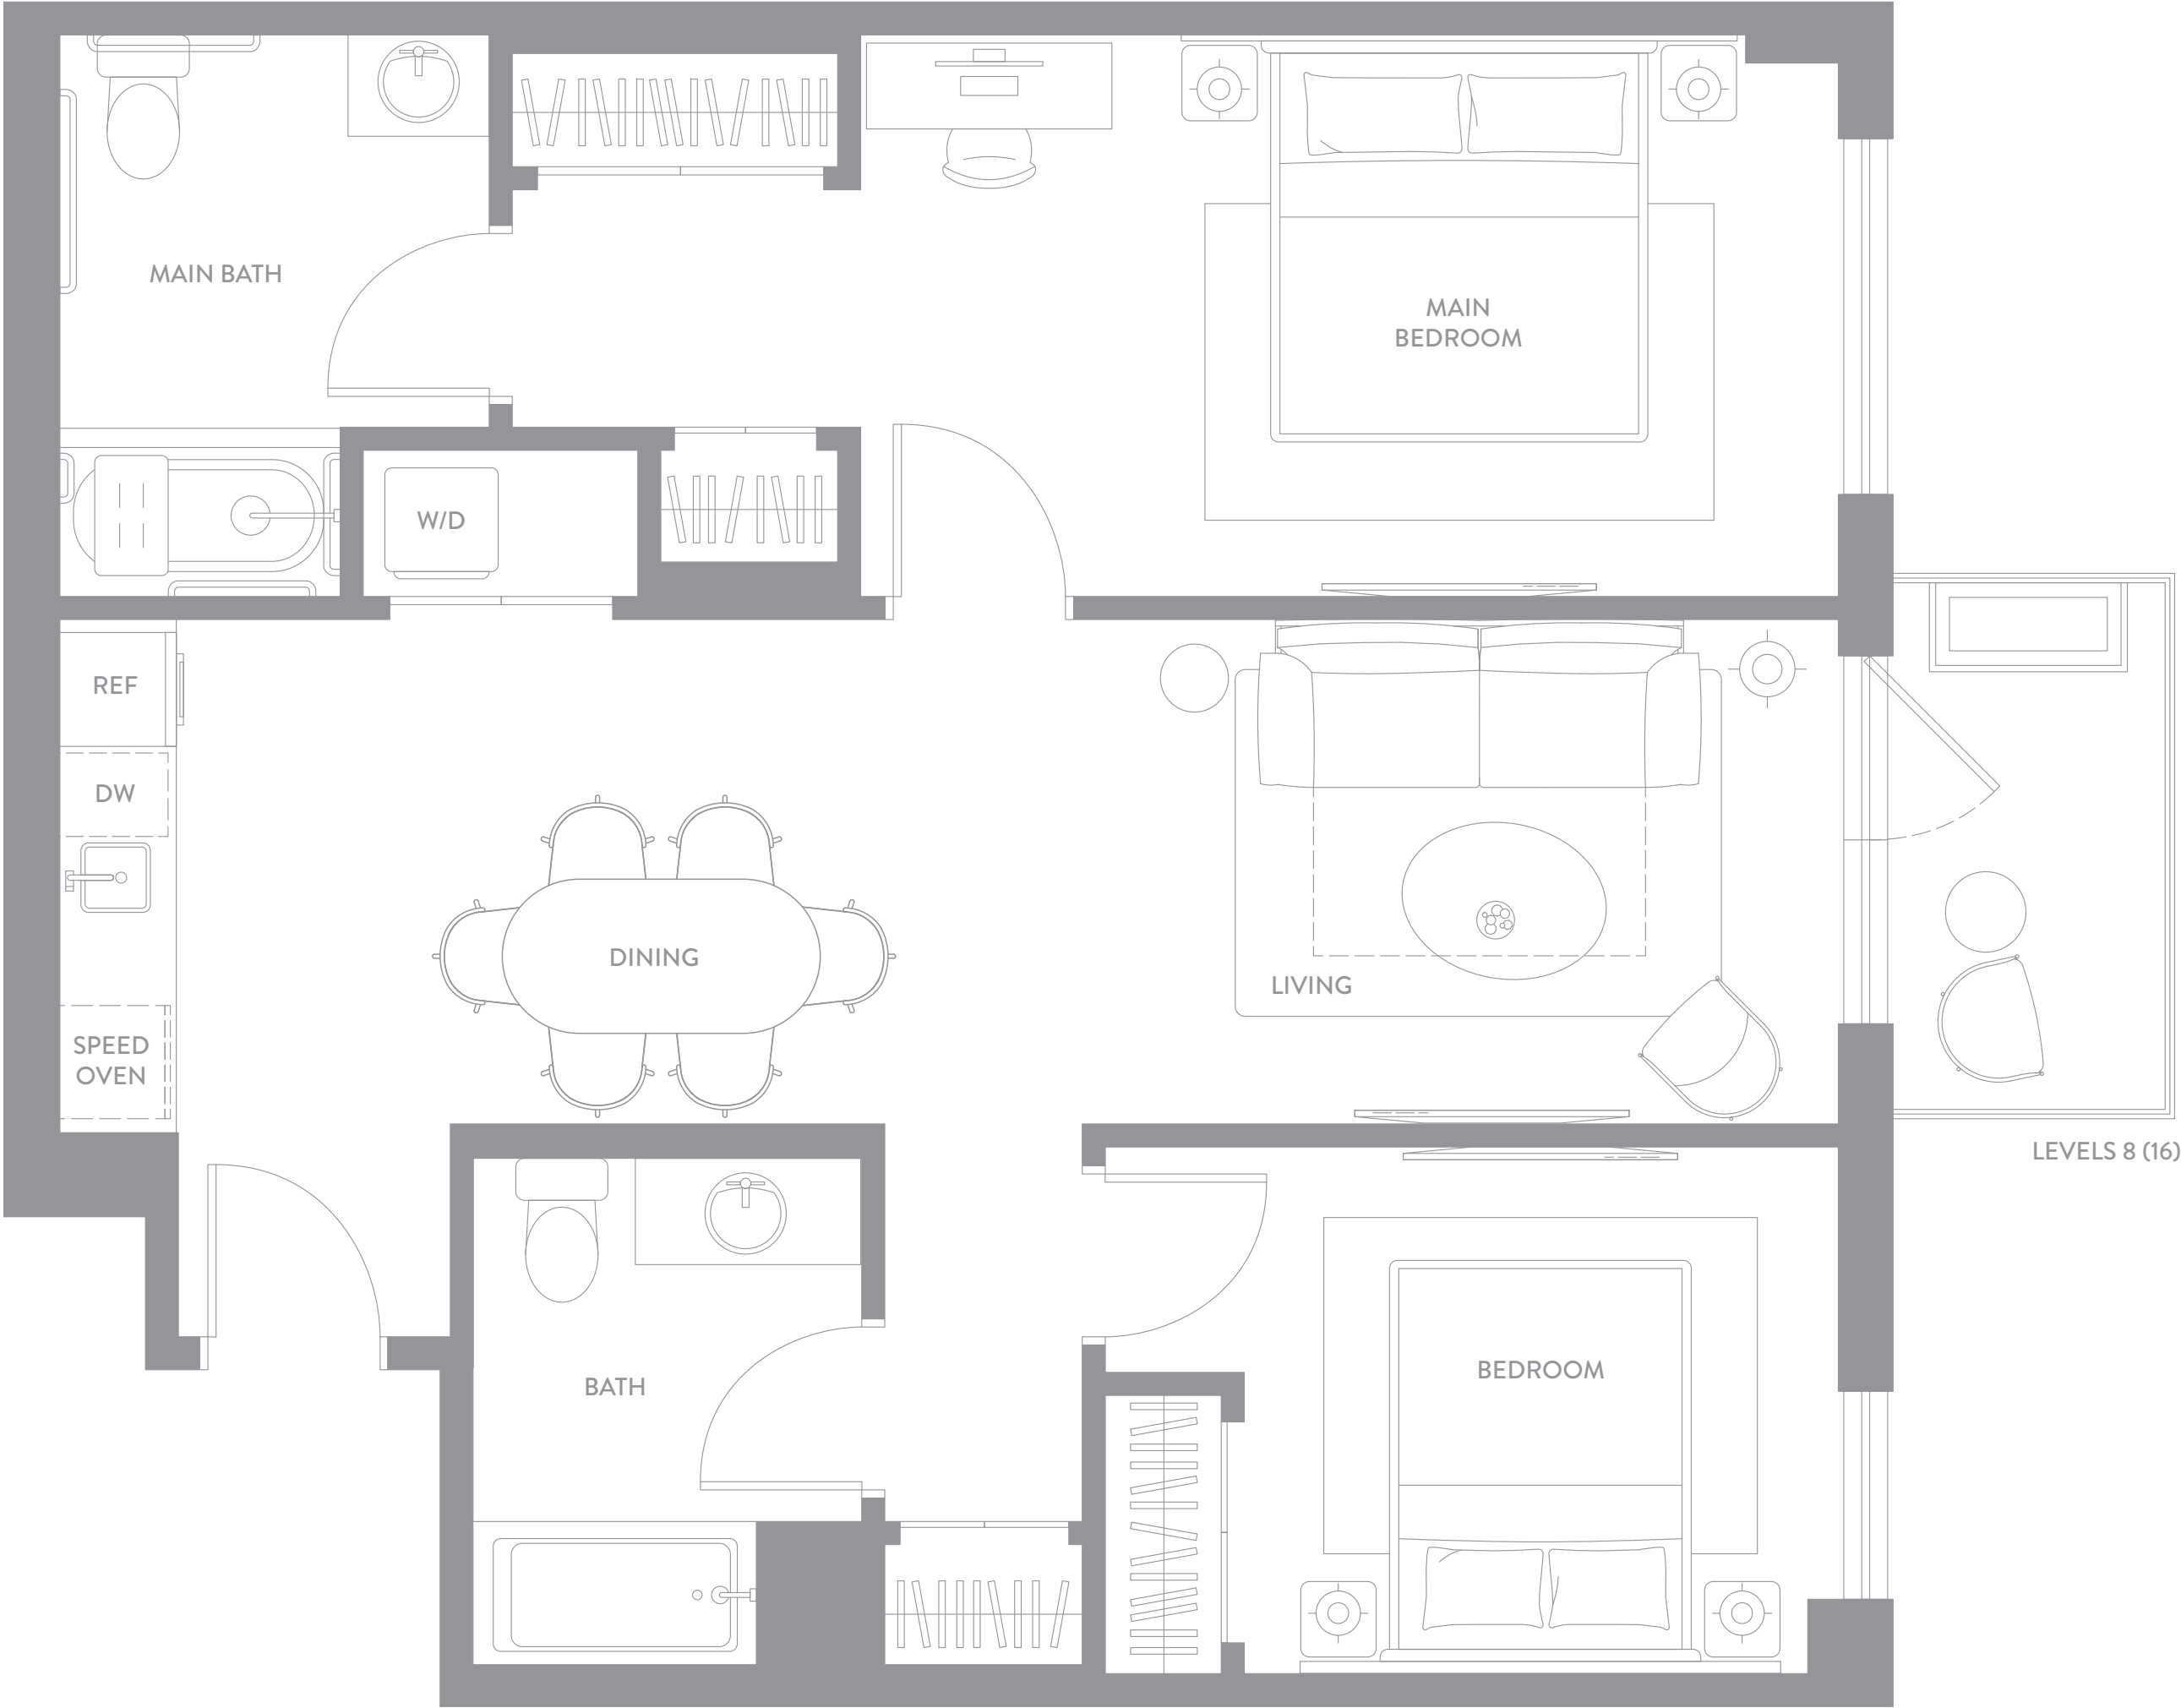 MAIN BATH
MAIN
BEDROOM
W/D
REF
DW
DINING
LIVING
SPEED
OVEN
LEVELS 8 (16)
BATH
BEDROOM